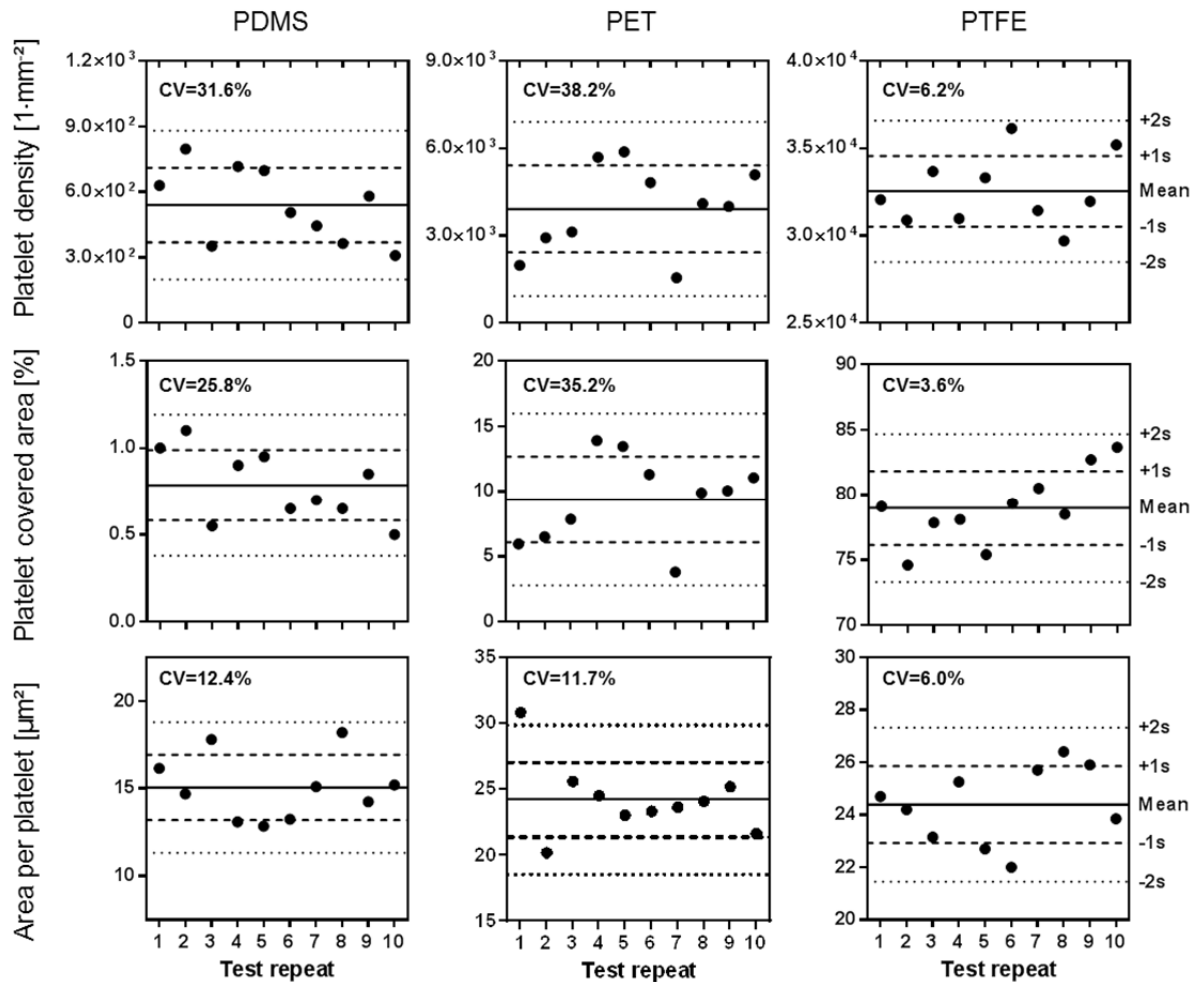 PDMS PET PTFE
Platelet density [1·mm⁻²]
1.2×10³
9.0×10²
6.0×10²
3.0×10²
0
CV=31.6%
9.0×10³
6.0×10³
3.0×10³
0
CV=38.2%
4.0×10⁴
3.5×10⁴
3.0×10⁴
2.5×10⁴
CV=6.2%
+2s
+1s
Mean
-1s
-2s
Platelet covered area [%]
1.5
1.0
0.5
0.0
CV=25.8%
20
15
10
5
0
CV=35.2%
90
85
80
75
70
CV=3.6%
+2s
+1s
Mean
-1s
-2s
Area per platelet [µm²]
20
15
10
CV=12.4%
1 2 3 4 5 6 7 8 9 10
Test repeat
35
30
25
20
15
CV=11.7%
1 2 3 4 5 6 7 8 9 10
Test repeat
30
28
26
24
22
20
CV=6.0%
+2s
+1s
Mean
-1s
-2s
1 2 3 4 5 6 7 8 9 10
Test repeat